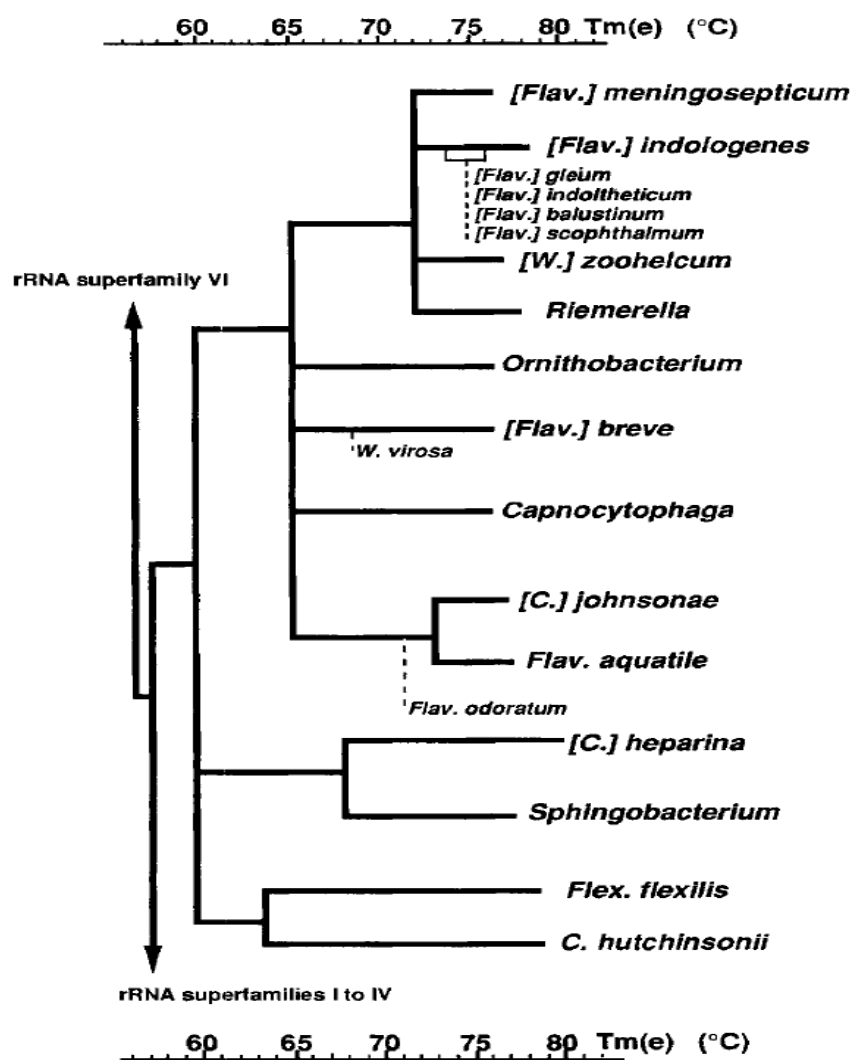 60 65 70 75 80 Tm(e) (°C)
[Flav.] meningosepticum
[Flav.] indologenes
[Flav.] gleum
[Flav.] indoltheticum
[Flav.] balustinum
[Flav.] scophthalmum
[W.] zoohelcum
rRNA superfamily VI
Riemerella
Ornithobacterium
[Flav.] breve
W. virosa
Capnocytophaga
[C.] johnsonae
Flav. aquatile
Flav. odoratum
[C.] heparina
Sphingobacterium
Flex. flexilis
C. hutchinsonii
rRNA superfamilies I to IV
60 65 70 75 80 Tm(e) (°C)